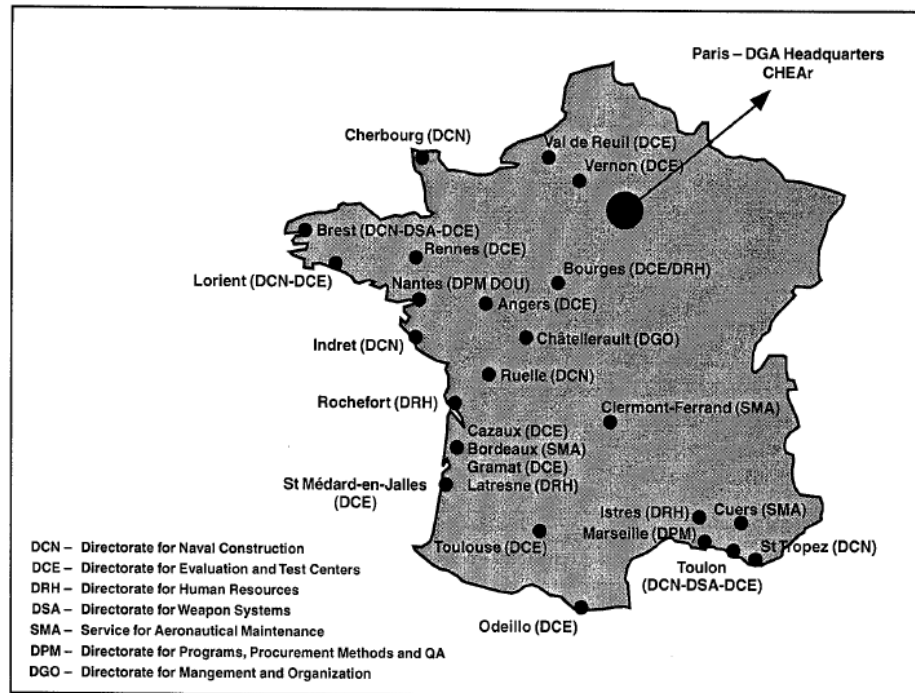 Paris – DGA Headquarters
CHEAr
Cherbourg (DCN)
Val de Reuil (DCE)
Vernon (DCE)
Brest (DCN-DSA-DCE)
Rennes (DCE)
Lorient (DCN-DCE)
Bourges (DCE/DRH)
Nantes (DPM DOU)
Angers (DCE)
Indret (DCN)
Châtellerault (DGO)
Ruelle (DCN)
Rochefort (DRH)
Clermont-Ferrand (SMA)
Cazaux (DCE)
Bordeaux (SMA)
Gramat (DCE)
St Médard-en-Jalles
(DCE)
Latresne (DRH)
Istres (DRH)
Cuers (SMA)
Marseille (DPM)
Toulouse (DCE)
St Tropez (DCN)
Toulon
(DCN-DSA-DCE)
Odeillo (DCE)
DCN – Directorate for Naval Construction
DCE – Directorate for Evaluation and Test Centers
DRH – Directorate for Human Resources
DSA – Directorate for Weapon Systems
SMA – Service for Aeronautical Maintenance
DPM – Directorate for Programs, Procurement Methods and QA
DGO – Directorate for Mangement and Organization